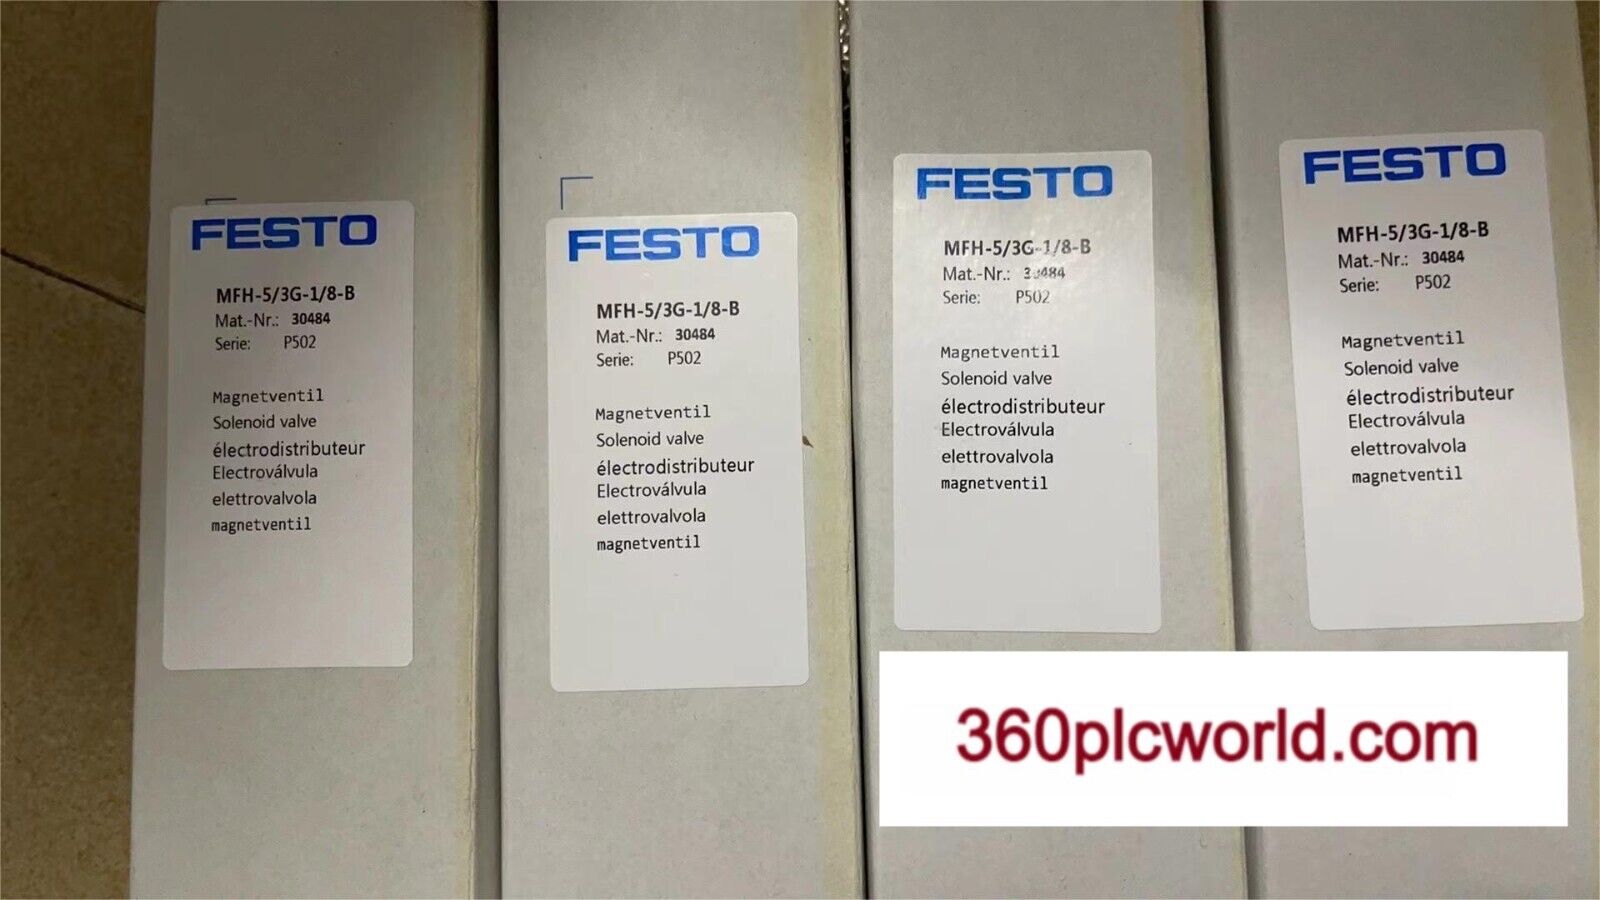 FESTO
MFH-5/3G-1/8-B
Mat.-Nr.: 30484
Serie: P502
Magnetventil
Solenoid valve
électrodistributeur
Electroválvula
elettrovalvola
magnetventil
FESTO
MFH-5/3G-1/8-B
Mat.-Nr.: 30484
Serie: P502
Magnetventil
Solenoid valve
électrodistributeur
Electroválvula
elettrovalvola
magnetventil
FESTO
MFH-5/3G-1/8-B
Mat.-Nr.: 30484
Serie: P502
Magnetventil
Solenoid valve
électrodistributeur
Electroválvula
elettrovalvola
magnetventil
FESTO
MFH-5/3G-1/8-B
Mat.-Nr.: 30484
Serie: P502
Magnetventil
Solenoid valve
électrodistributeur
Electroválvula
elettrovalvola
magnetventil
360plcworld.com